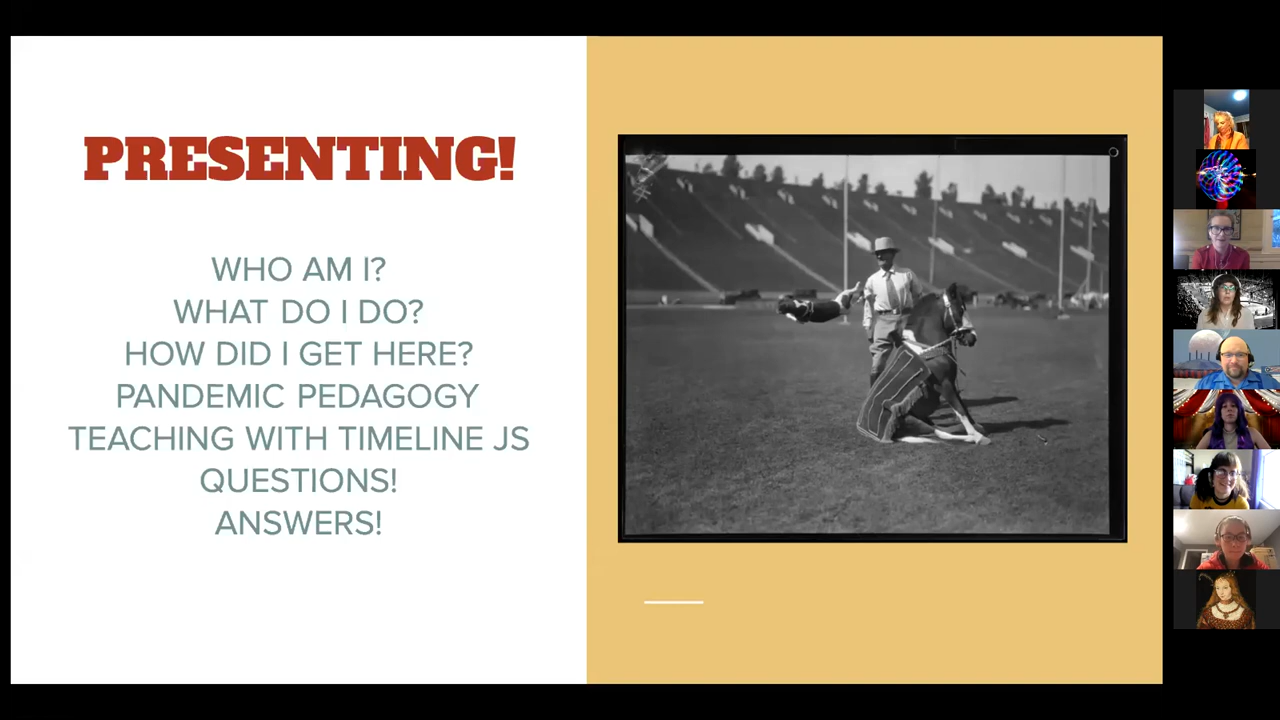 PRESENTING!
WHO AM I?
WHAT DO I DO?
HOW DID I GET HERE?
PANDEMIC PEDAGOGY
TEACHING WITH TIMELINE JS
QUESTIONS!
ANSWERS!